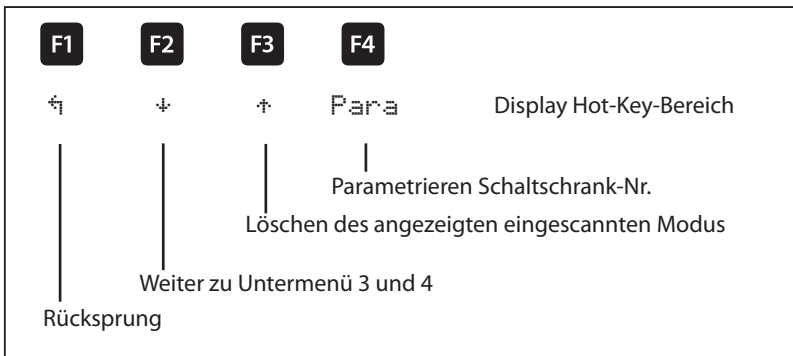 F1 F2 F3 F4
↰ ↓ ↑ Para Display Hot-Key-Bereich
Parametrieren Schaltschrank-Nr.
Löschen des angezeigten eingescannten Modus
Weiter zu Untermenü 3 und 4
Rücksprung